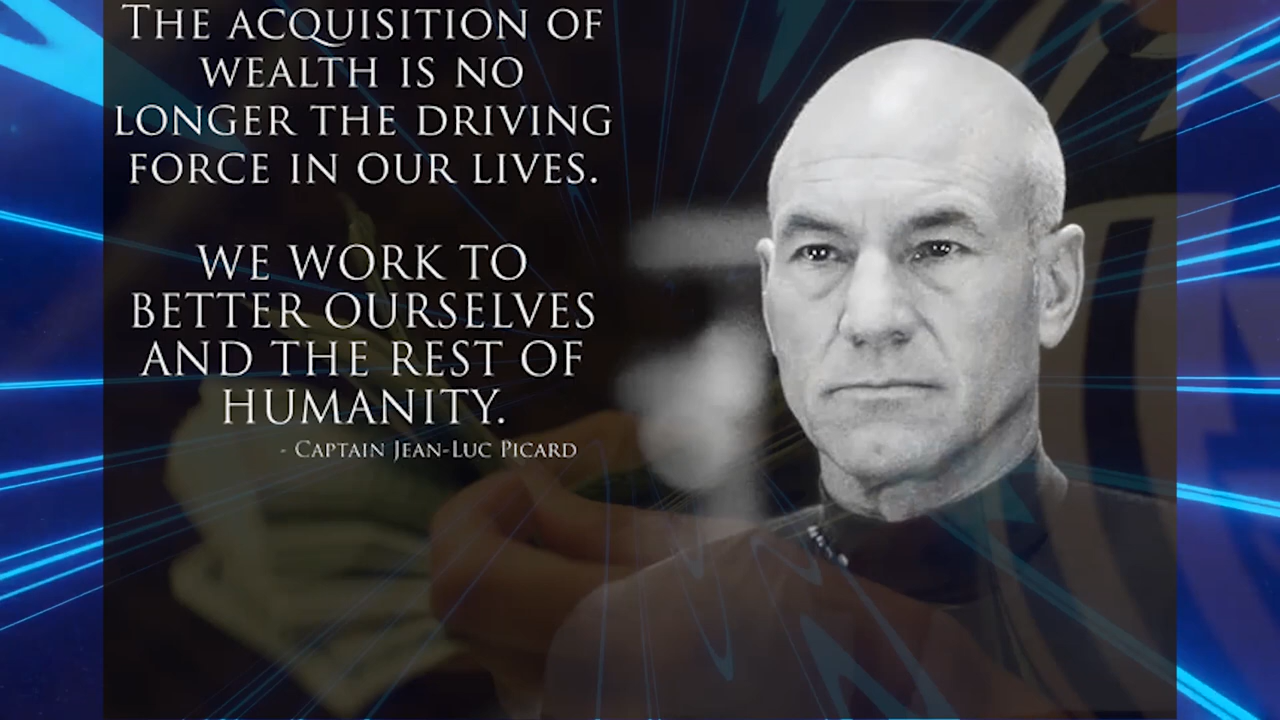 THE ACQUISITION OF
WEALTH IS NO
LONGER THE DRIVING
FORCE IN OUR LIVES.
WE WORK TO
BETTER OURSELVES
AND THE REST OF
HUMANITY.
- CAPTAIN JEAN-LUC PICARD